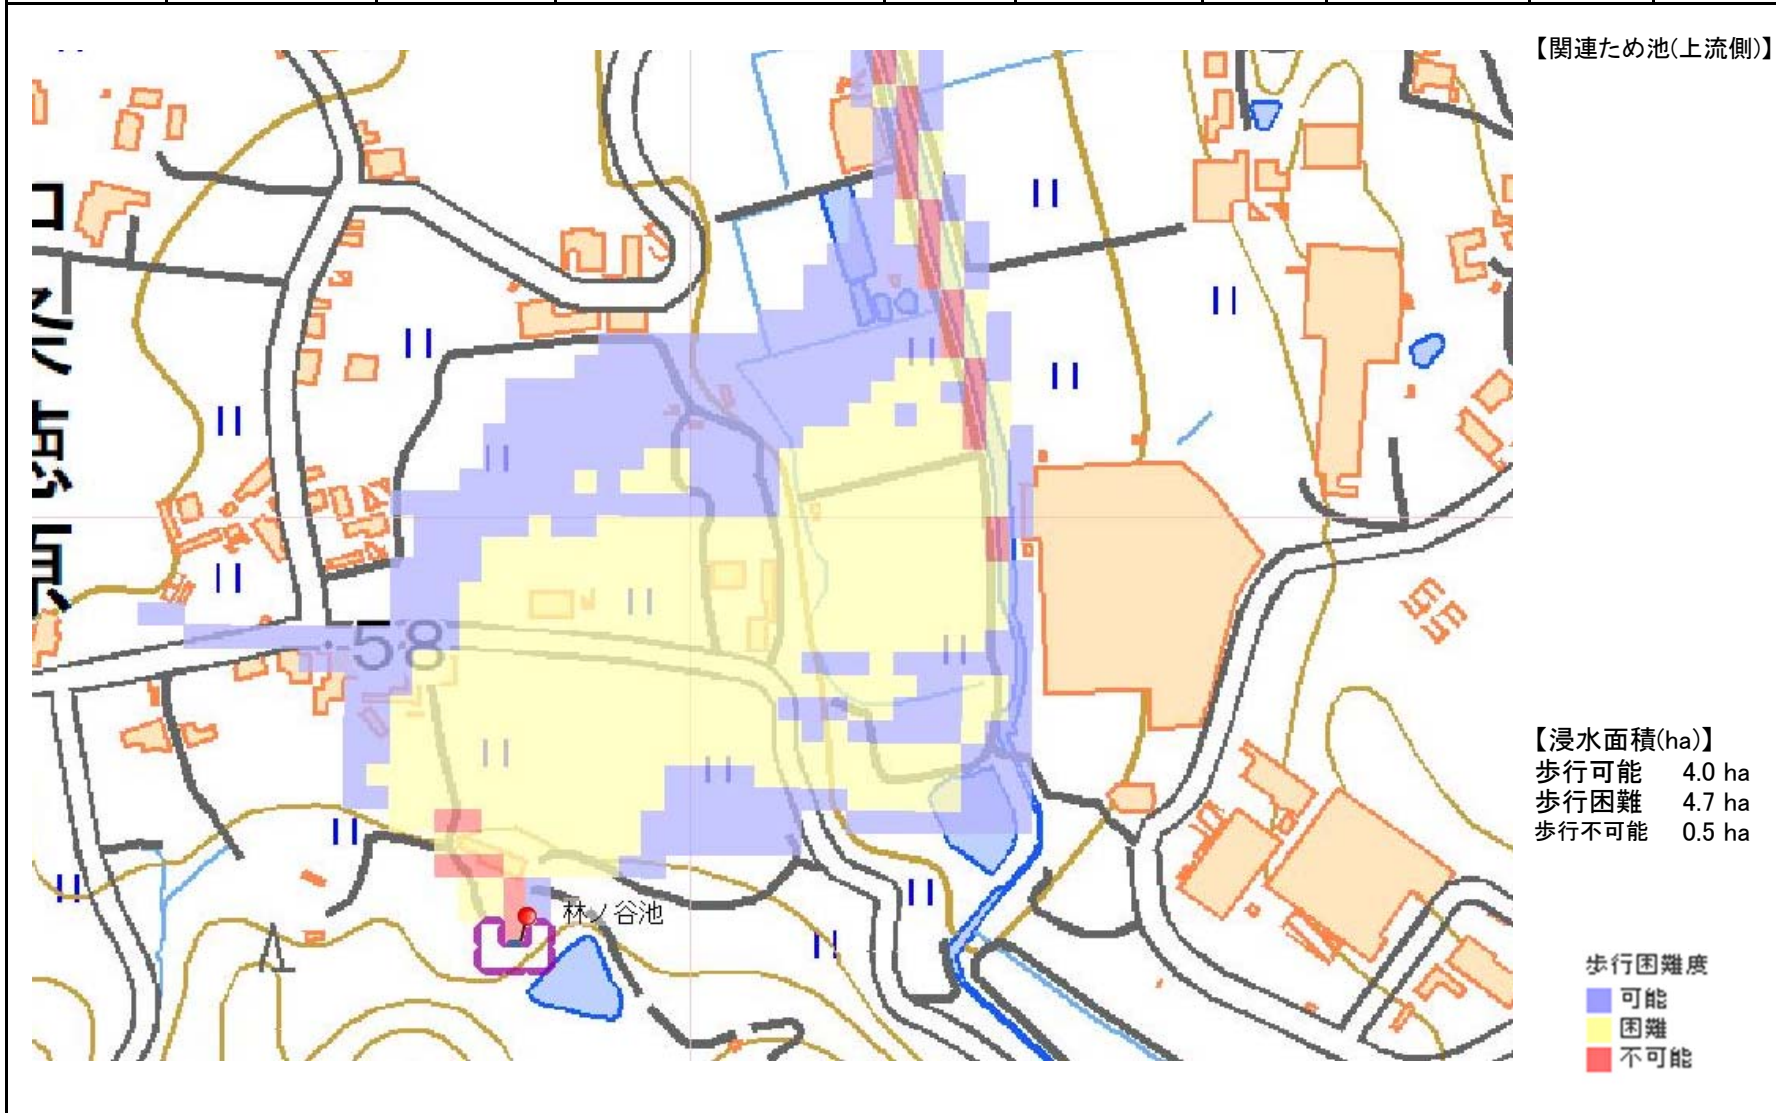 【関連ため池(上流側)】
・58
林ノ谷池
【浸水面積(ha)】
歩行可能 4.0 ha
歩行困難 4.7 ha
歩行不可能 0.5 ha
歩行困難度
可能
困難
不可能